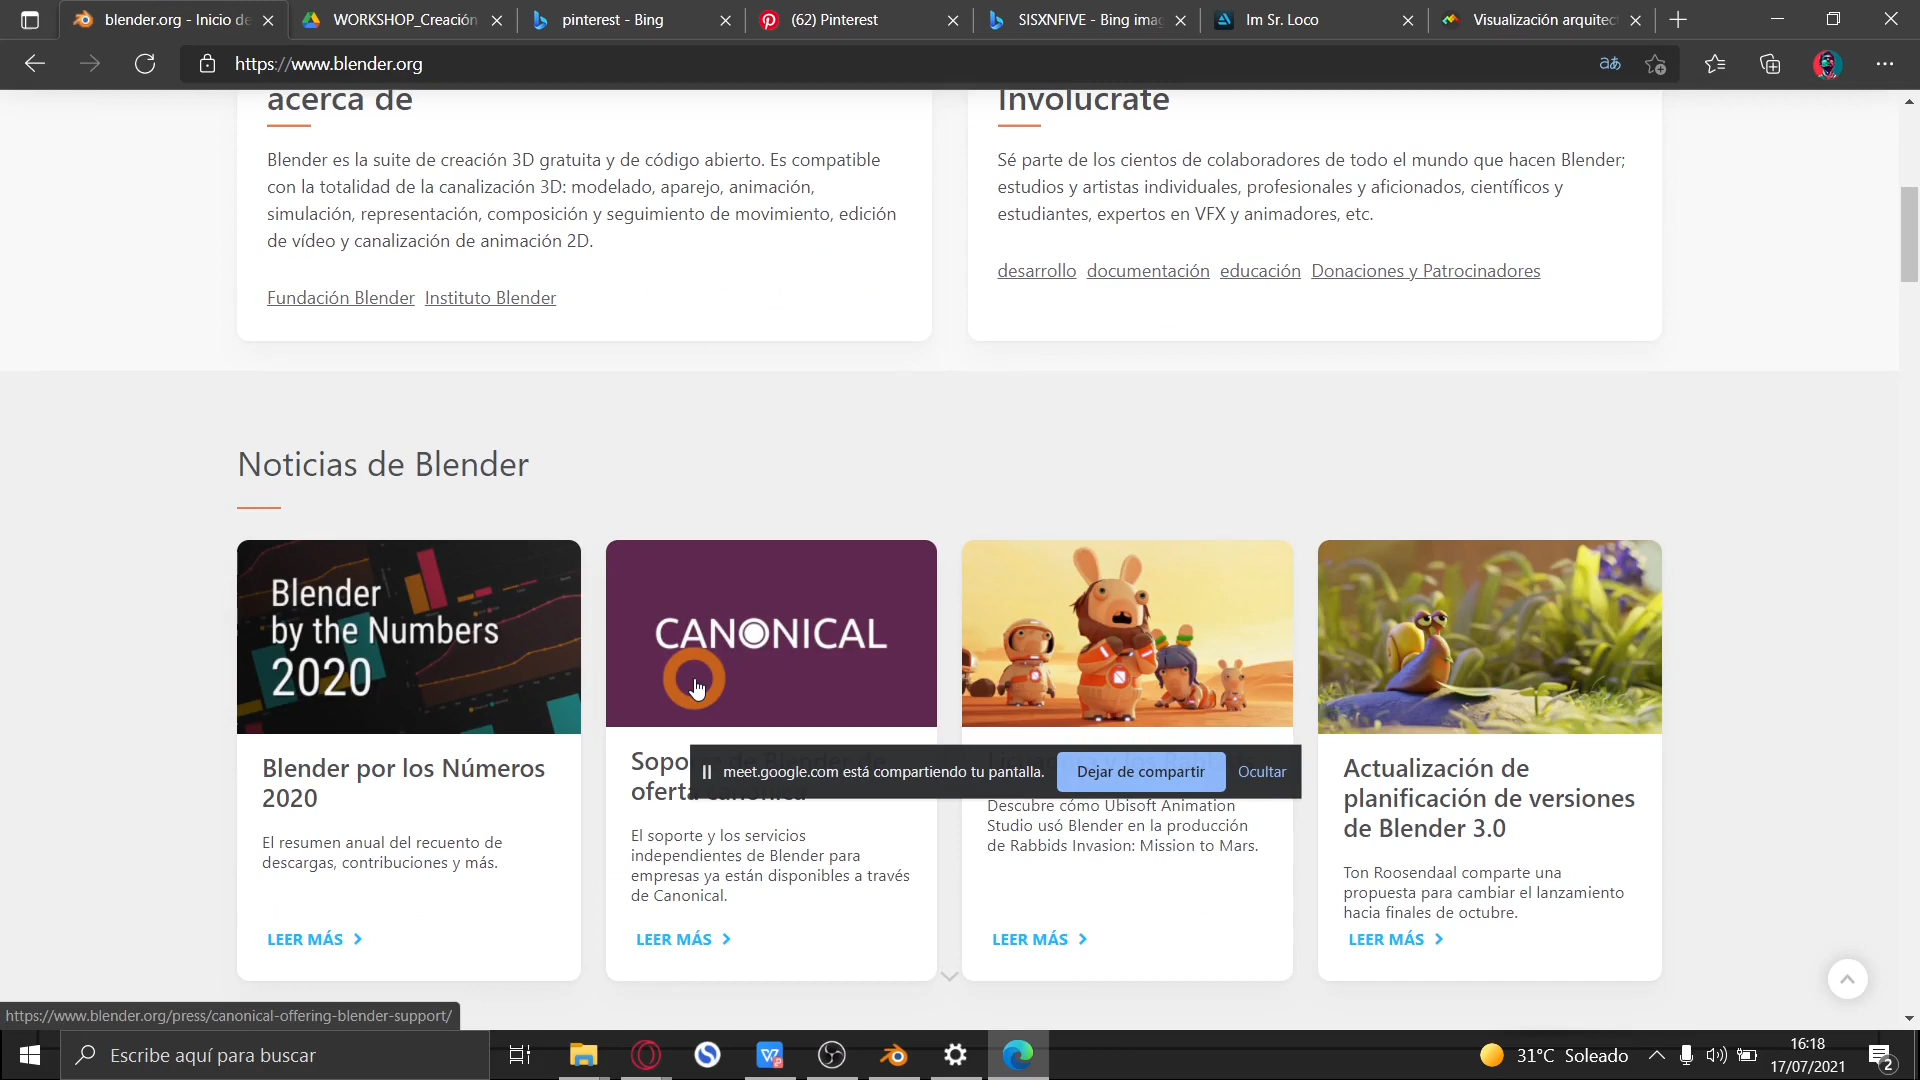 blender.org - Inicio de
WORKSHOP_Creación
pinterest - Bing
(62) Pinterest
SISXNFIVE - Bing imag
Im Sr. Loco
Visualización arquitec
https://www.blender.org
acerca de
Involúcrate
Blender es la suite de creación 3D gratuita y de código abierto. Es compatible
con la totalidad de la canalización 3D: modelado, aparejo, animación,
simulación, representación, composición y seguimiento de movimiento, edición
de vídeo y canalización de animación 2D.
Fundación Blender Instituto Blender
Sé parte de los cientos de colaboradores de todo el mundo que hacen Blender;
estudios y artistas individuales, profesionales y aficionados, científicos y
estudiantes, expertos en VFX y animadores, etc.
desarrollo documentación educación Donaciones y Patrocinadores
Noticias de Blender
Blender
by the Numbers
2020
Blender por los Números
2020
El resumen anual del recuento de
descargas, contribuciones y más.
LEER MÁS
CANONICAL
Sopo
oferta canónica
El soporte y los servicios
independientes de Blender para
empresas ya están disponibles a través
de Canonical.
LEER MÁS
meet.google.com está compartiendo tu pantalla.
Dejar de compartir
Ocultar
Descubre cómo Ubisoft Animation
Studio usó Blender en la producción
de Rabbids Invasion: Mission to Mars.
LEER MÁS
Actualización de
planificación de versiones
de Blender 3.0
Ton Roosendaal comparte una
propuesta para cambiar el lanzamiento
hacia finales de octubre.
LEER MÁS
https://www.blender.org/press/canonical-offering-blender-support/
Escribe aquí para buscar
31°C Soleado
16:18
17/07/2021
2